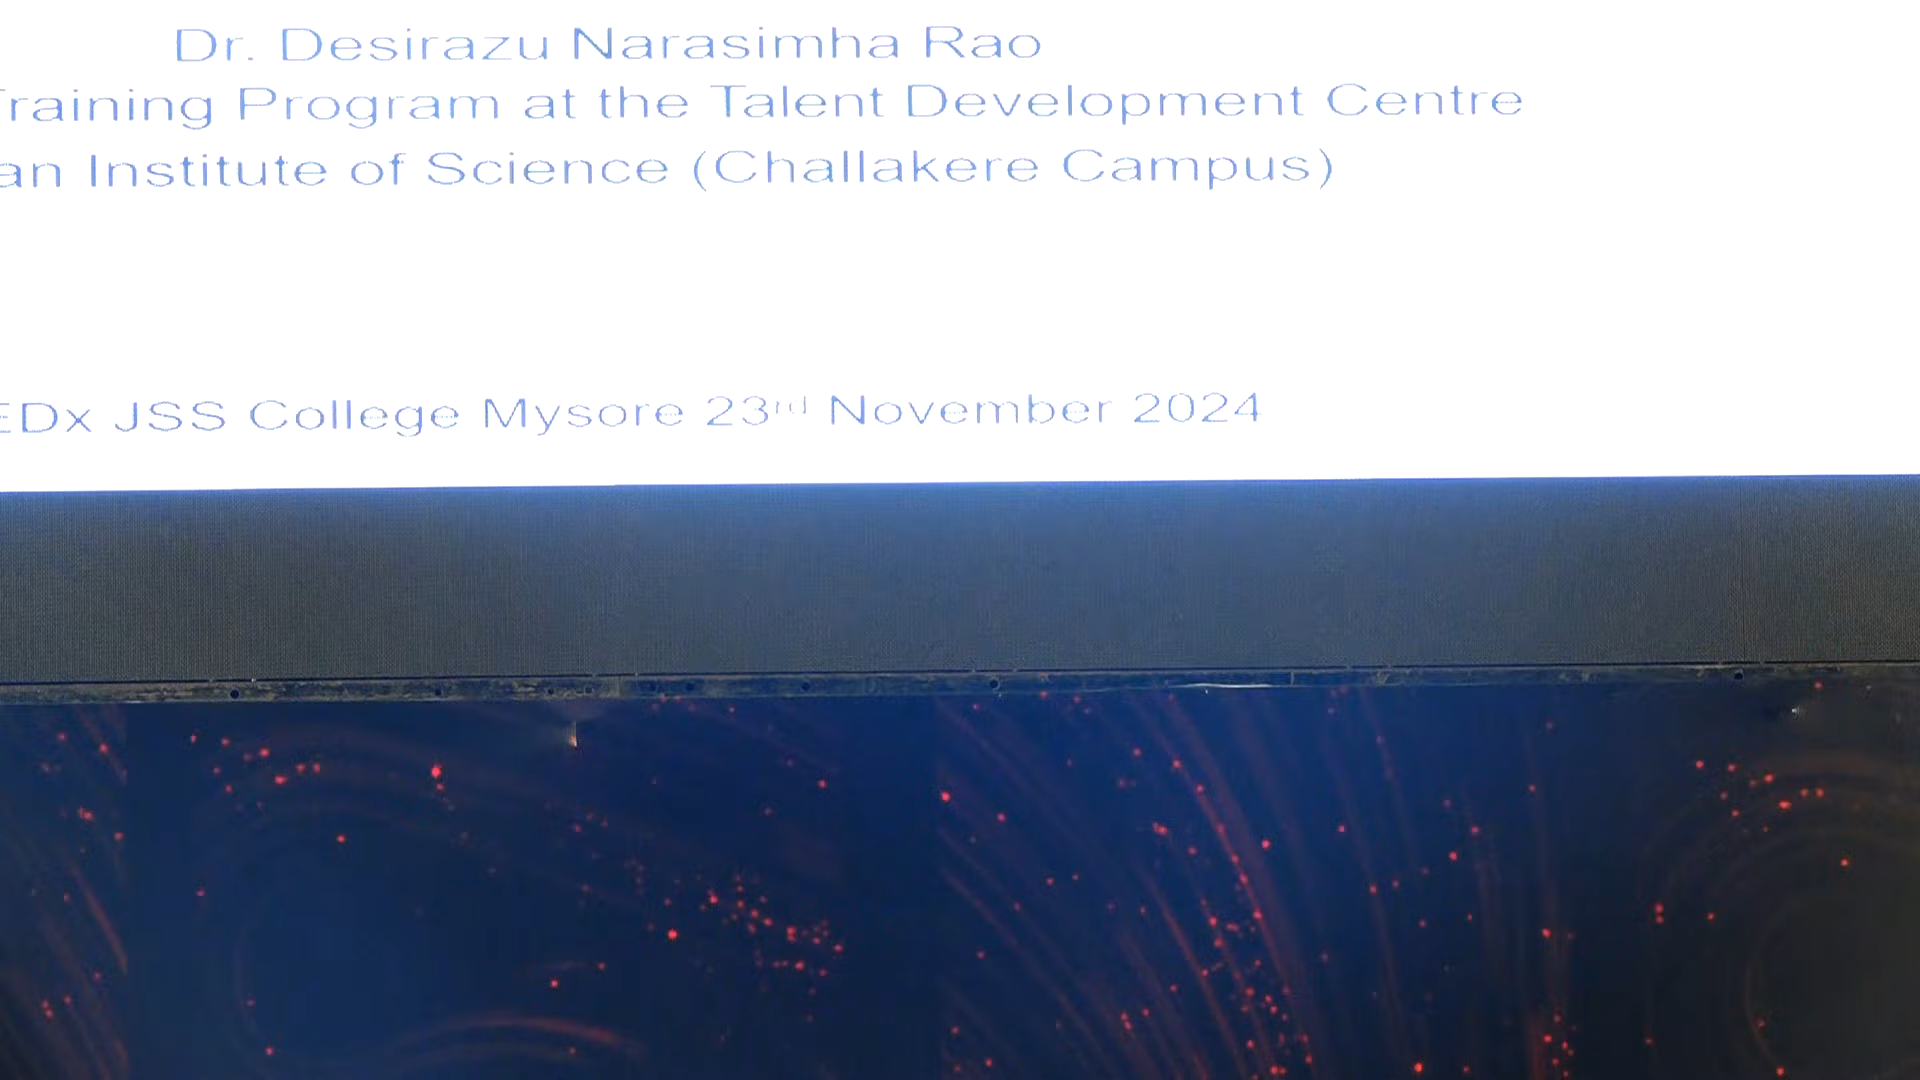 Dr. Desirazu Narasimha Rao
Training Program at the Talent Development Centre
an Institute of Science (Challakere Campus)
EDx JSS College Mysore 23rd November 2024